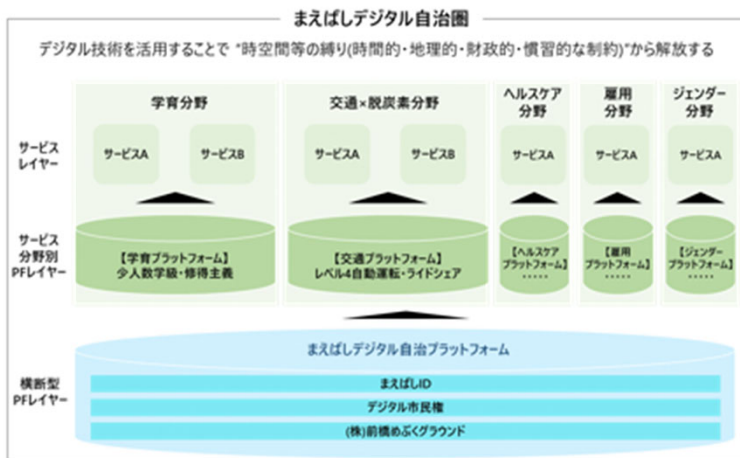 まえばしデジタル自治圏
デジタル技術を活用することで “時空間等の縛り(時間的・地理的・財政的・慣習的な制約)”から解放する
学育分野
交通×脱炭素分野
ヘルスケア
分野
雇用
分野
ジェンダー
分野
サービス
レイヤー
サービスA
サービスB
サービスA
サービスB
サービスA
サービスA
サービスA
サービス
分野別
PFレイヤー
【学育プラットフォーム】
少人数学級・修得主義
【交通プラットフォーム】
レベル4自動運転・ライドシェア
【ヘルスケア
プラットフォーム】
・・・・・
【雇用
プラットフォーム】
・・・・・
【ジェンダー
プラットフォーム】
・・・・・
横断型
PFレイヤー
まえばしデジタル自治プラットフォーム
まえばしID
デジタル市民権
(株)前橋めぶくグラウンド